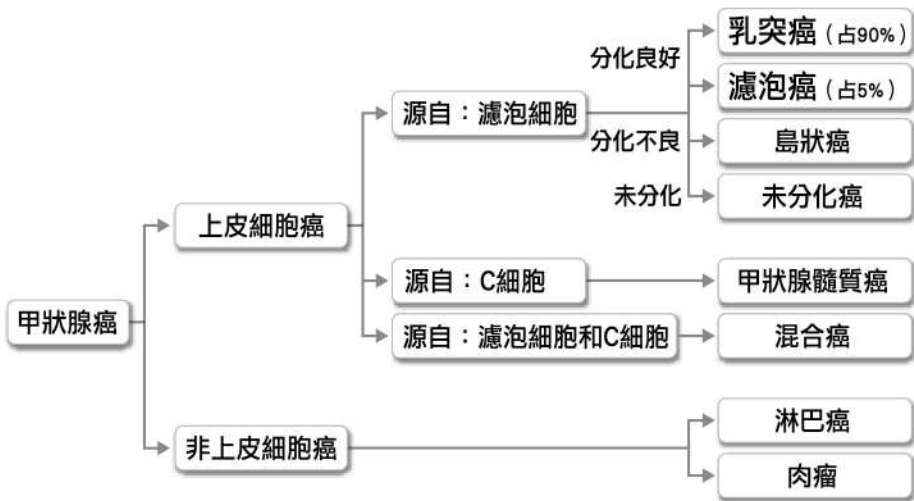 甲狀腺癌
上皮細胞癌
源自：濾泡細胞
分化良好
乳突癌（占90%）
濾泡癌（占5%）
分化不良
島狀癌
未分化
未分化癌
源自：C細胞
甲狀腺髓質癌
源自：濾泡細胞和C細胞
混合癌
非上皮細胞癌
淋巴癌
肉瘤